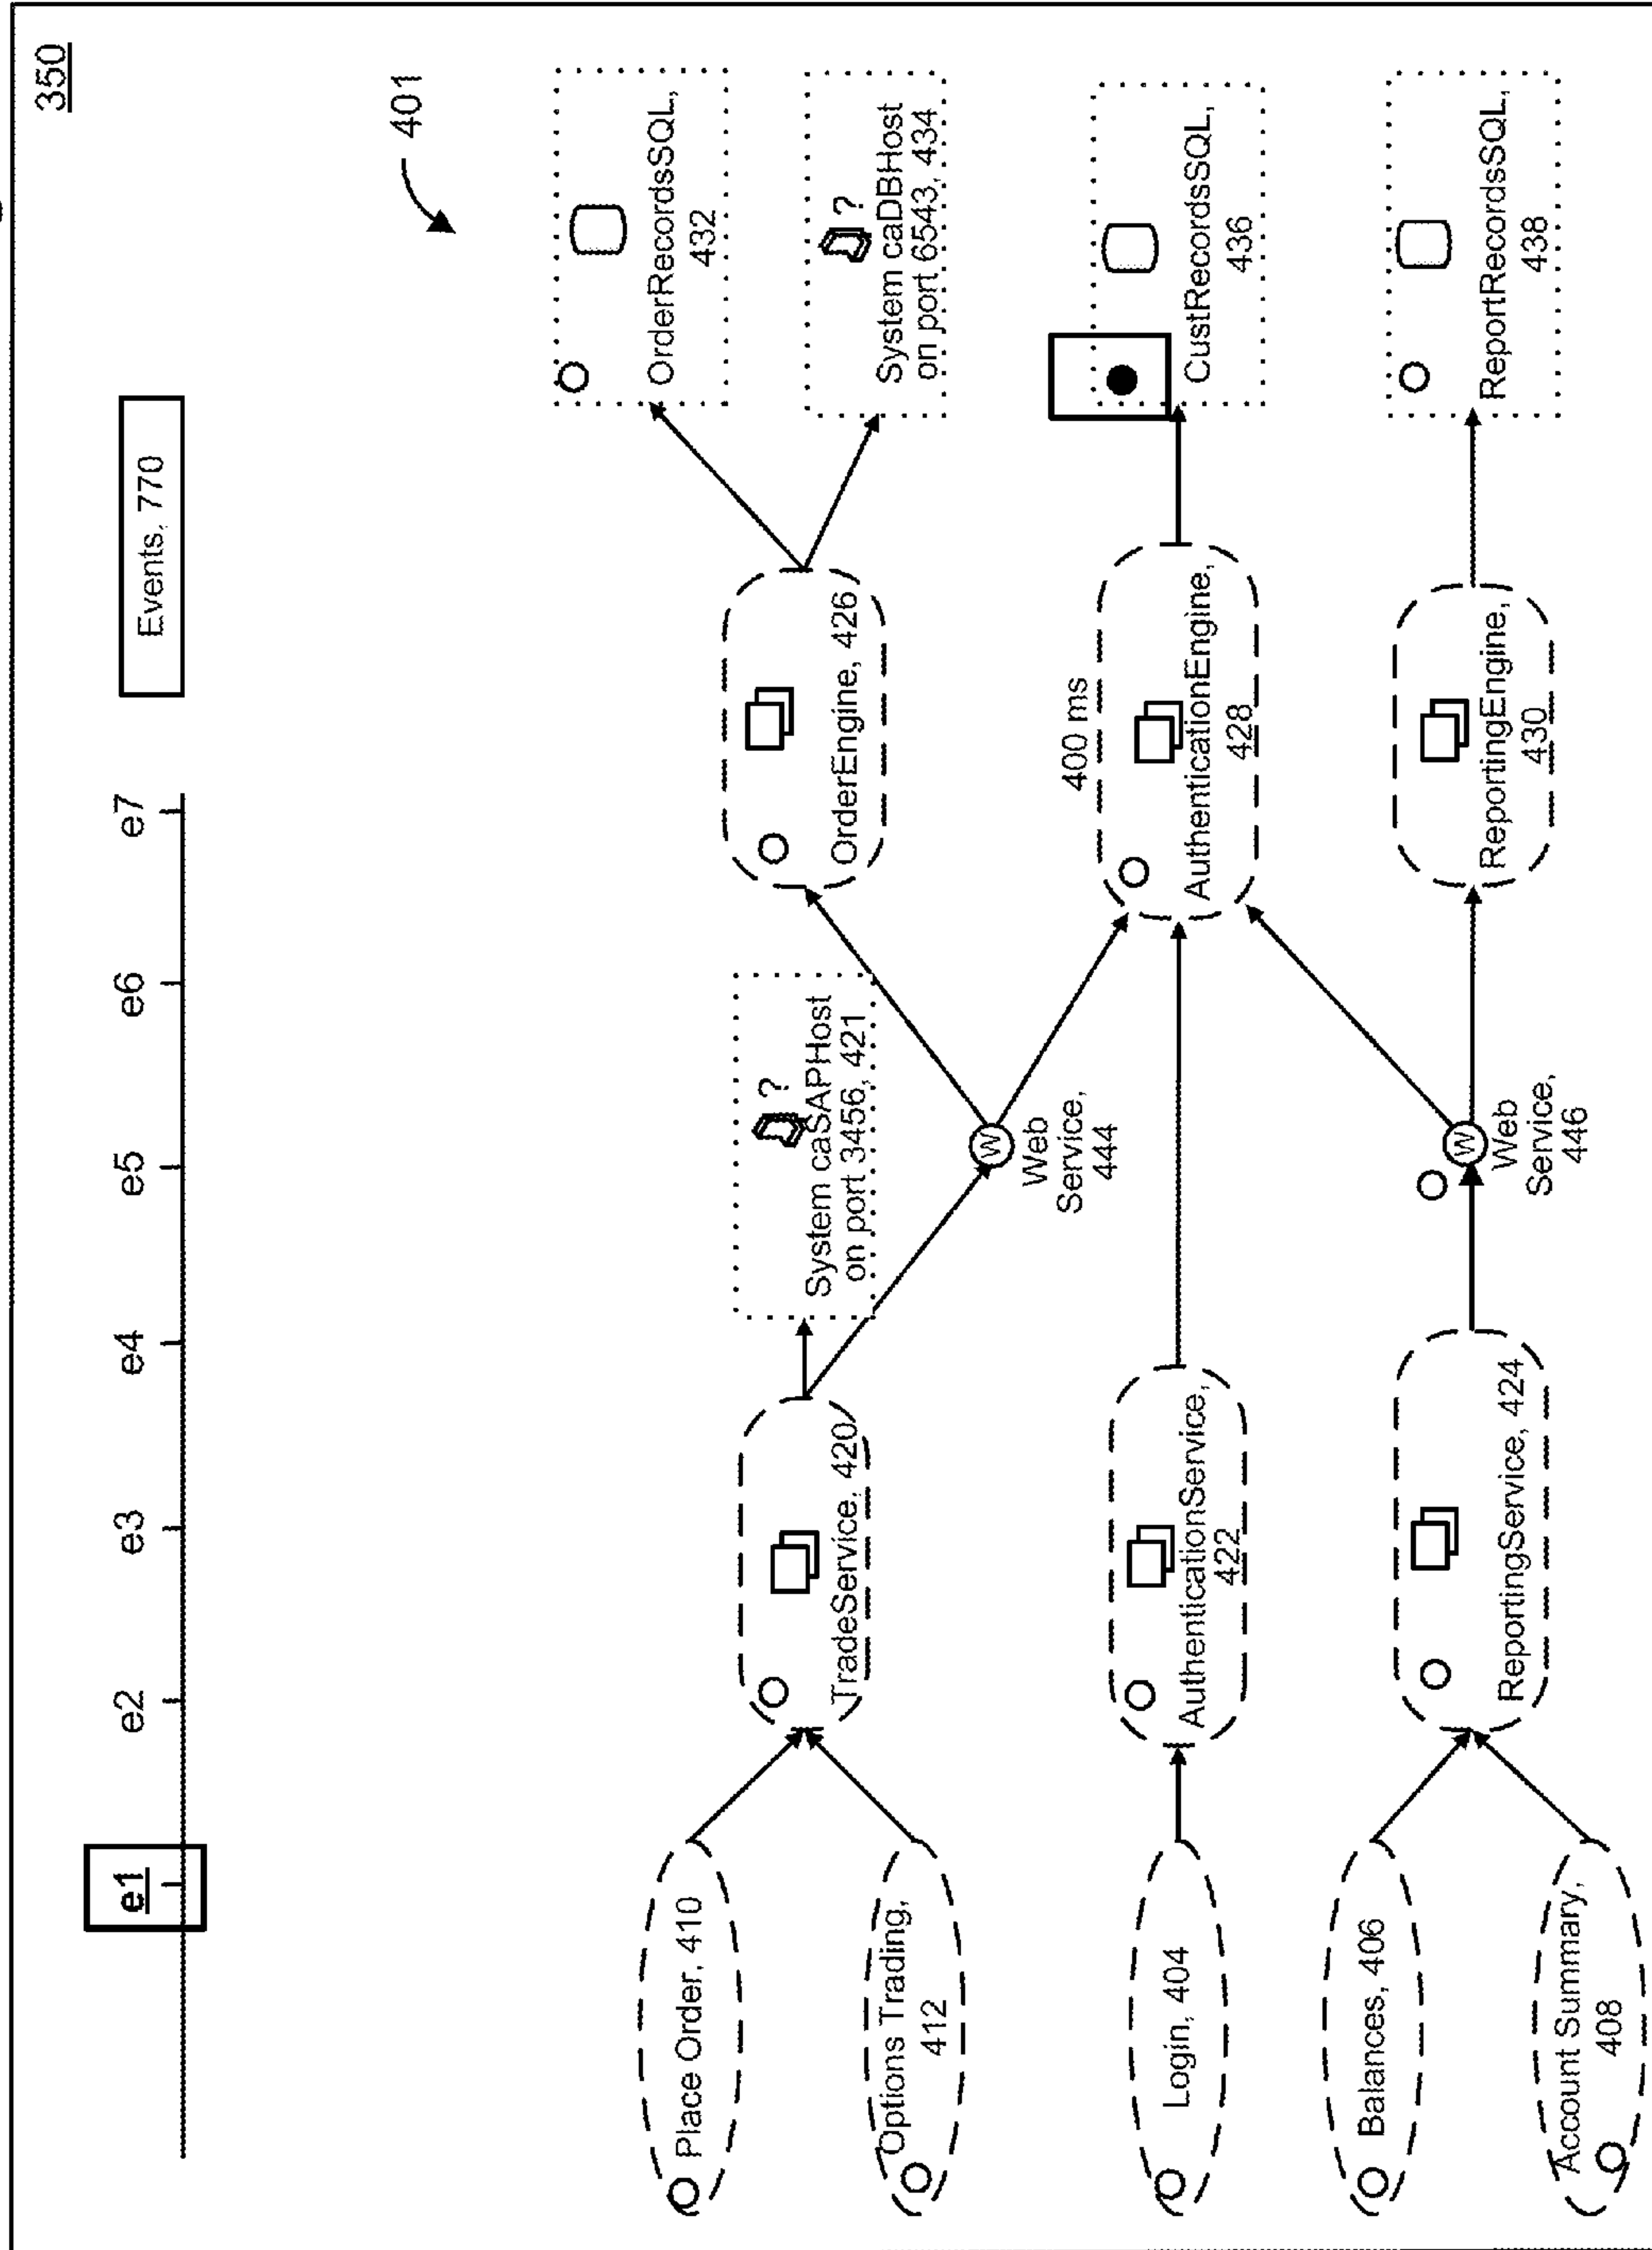 350
Events, 770
e1
e2
e3
e4
e5
e6
e7
401
Place Order, 410
Options Trading,
412
Login, 404
Balances, 406
Account Summary,
408
TradeService, 420
AuthenticationService,
422
ReportingService, 424
?
System caSAPHost
on port 3456, 421
W
Web
Service,
444
W
Web
Service,
446
OrderEngine, 426
400 ms
AuthenticationEngine,
428
ReportingEngine,
430
OrderRecordsSQL,
432
?
System caDBHost
on port 6543, 434
CustRecordsSQL,
436
ReportRecordsSQL,
438